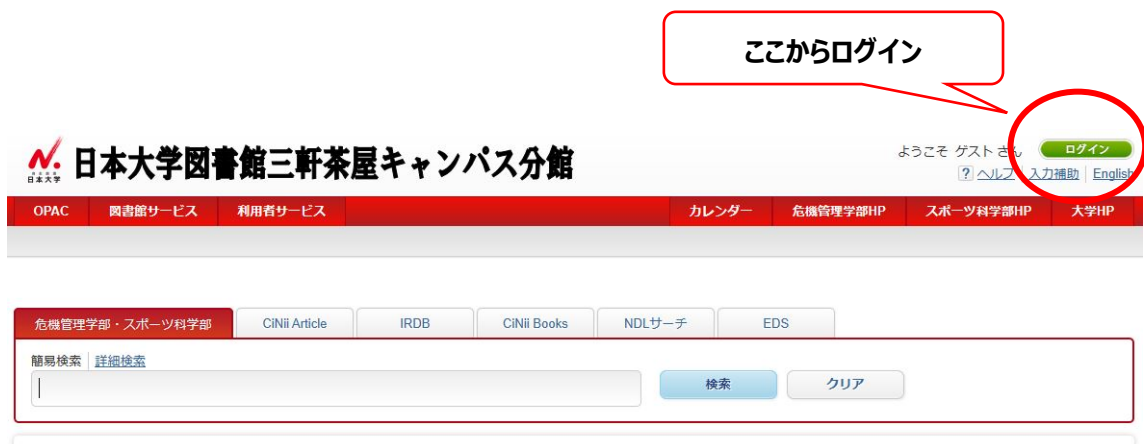 ここからログイン
日本大学
日本大学図書館三軒茶屋キャンパス分館
ようこそ ゲスト さん ログイン
? ヘルプ 入力補助 English
OPAC 図書館サービス 利用者サービス カレンダー 危機管理学部HP スポーツ科学部HP 大学HP
危機管理学部・スポーツ科学部 CiNii Article IRDB CiNii Books NDLサーチ EDS
簡易検索 詳細検索
検索 クリア